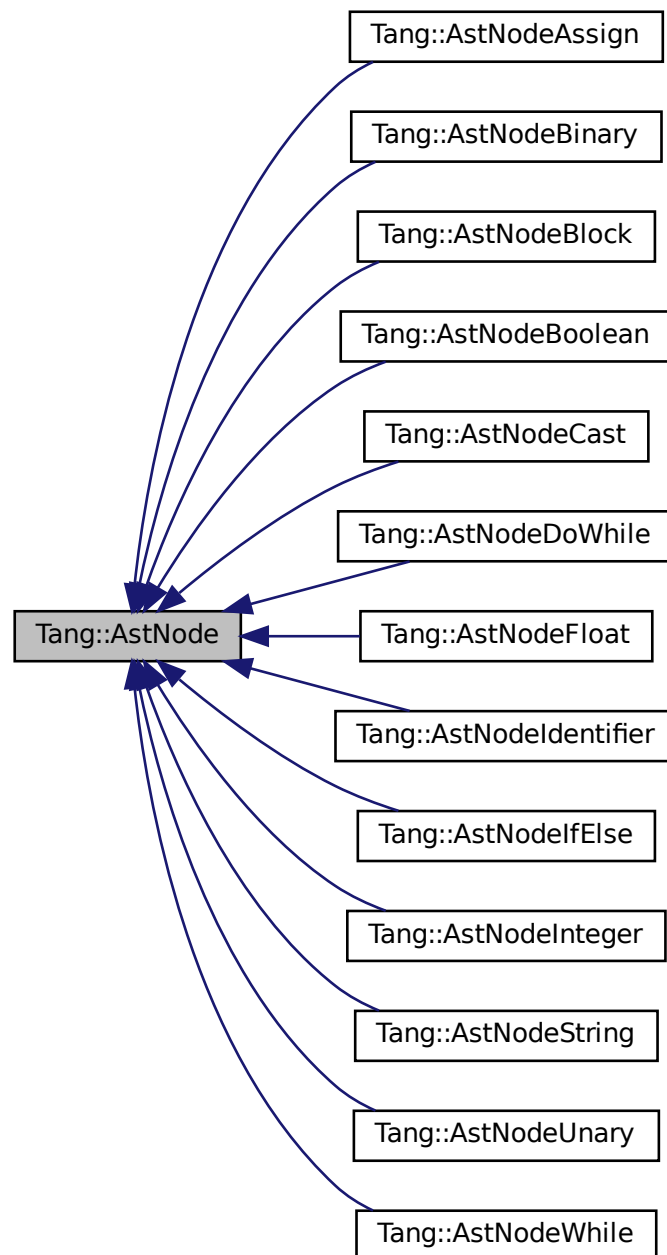 Tang::AstNodeAssign
Tang::AstNodeBinary
Tang::AstNodeBlock
Tang::AstNodeBoolean
Tang::AstNodeCast
Tang::AstNodeDoWhile
Tang::AstNode
Tang::AstNodeFloat
Tang::AstNodeIdentifier
Tang::AstNodeIfElse
Tang::AstNodeInteger
Tang::AstNodeString
Tang::AstNodeUnary
Tang::AstNodeWhile